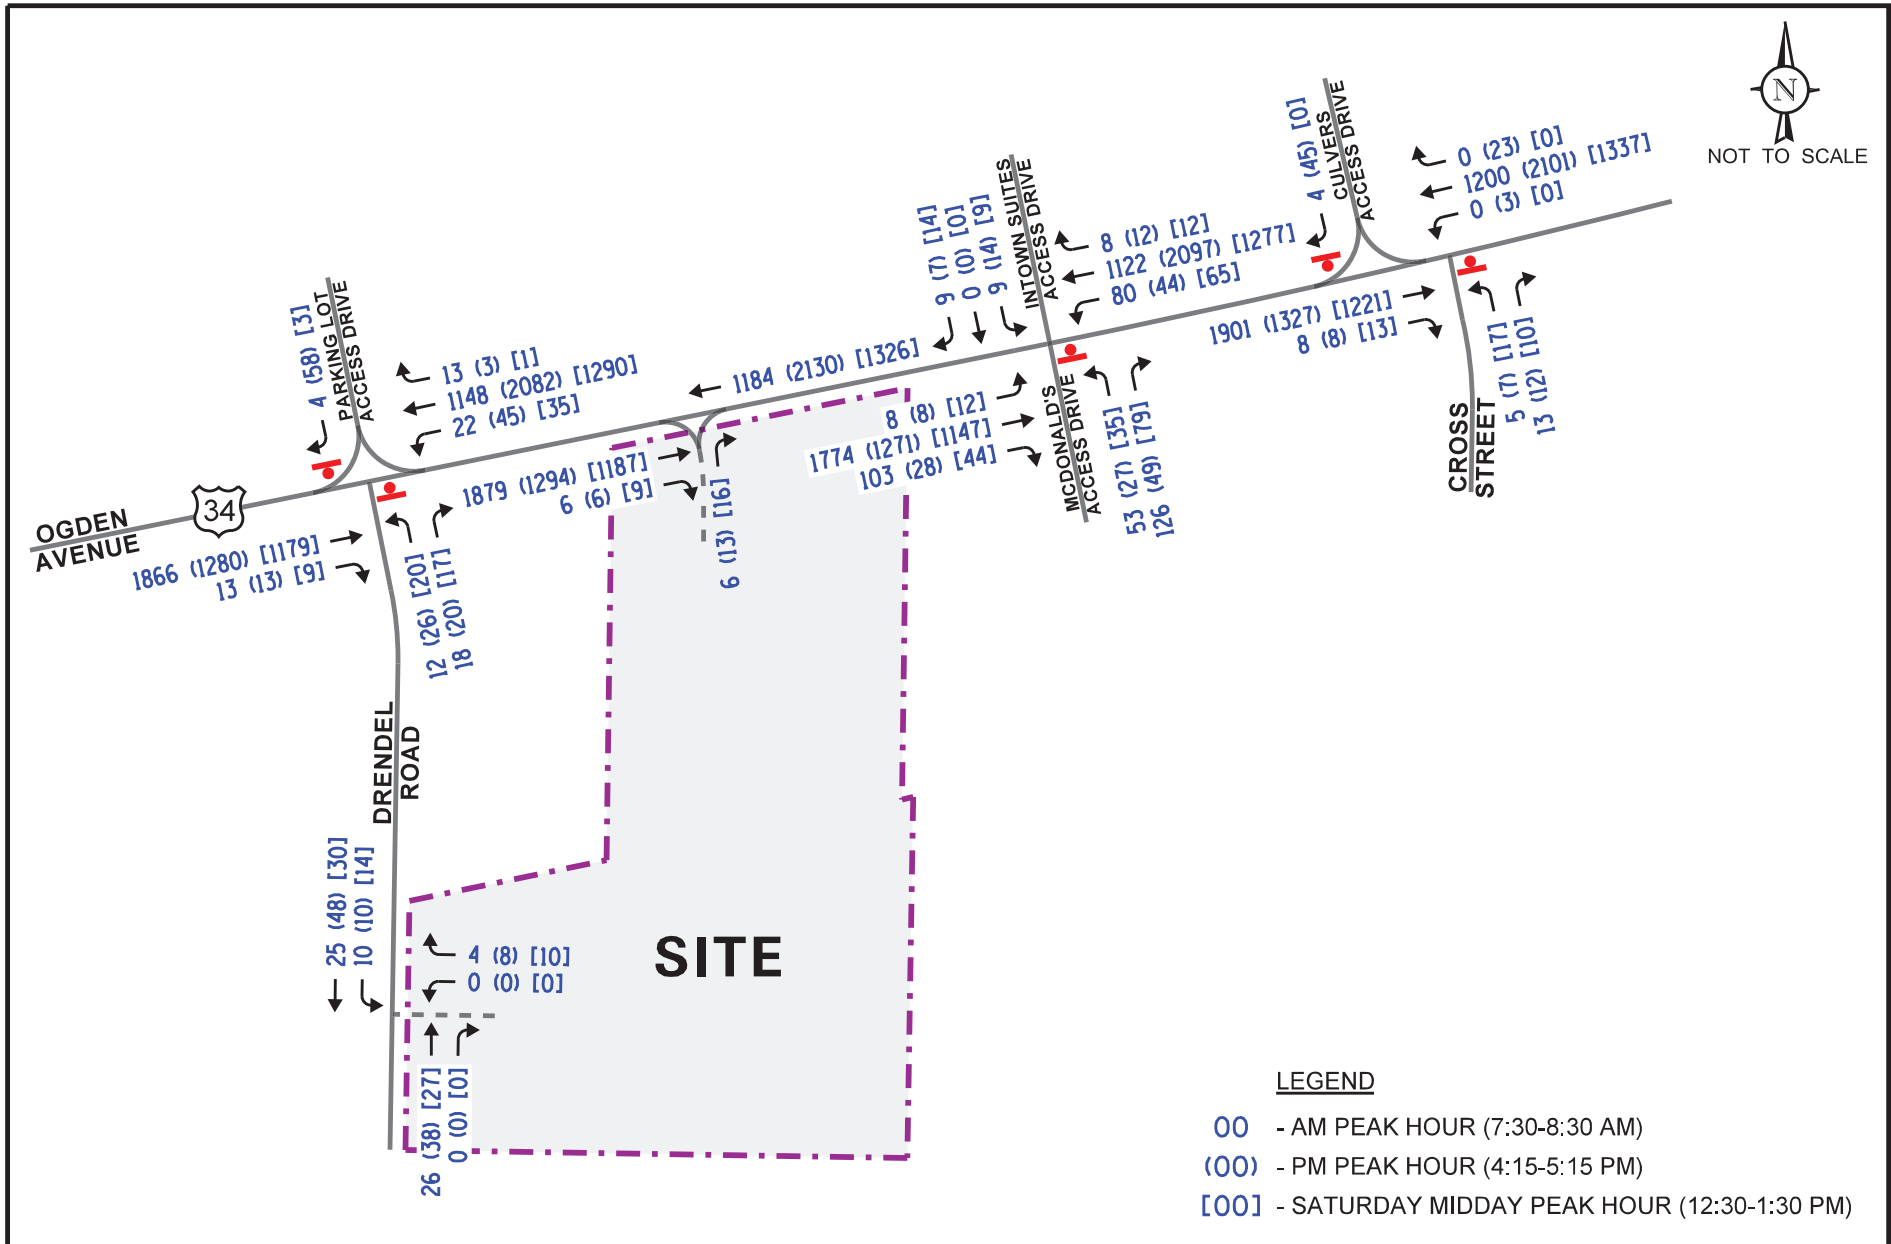 N
NOT TO SCALE
4 (45) [0]
CULVERS
ACCESS DRIVE
0 (23) [0]
1200 (2101) [1337]
0 (3) [0]
INTOWN SUITES
ACCESS DRIVE
9 (7) [14]
0 (0) [0]
9 (14) [9]
8 (12) [12]
1122 (2097) [1277]
80 (44) [65]
1901 (1327) [1221]
8 (8) [13]
5 (7) [17]
13 (12) [10]
CROSS
STREET
4 (58) [3]
PARKING LOT
ACCESS DRIVE
13 (3) [1]
1148 (2082) [1290]
22 (45) [35]
1184 (2130) [1326]
8 (8) [12]
1774 (1271) [1147]
103 (28) [44]
MCDONALD'S
ACCESS DRIVE
53 (27) [35]
126 (49) [79]
1879 (1294) [1187]
6 (6) [9]
6 (13) [16]
34
OGDEN
AVENUE
1866 (1280) [1179]
13 (13) [9]
12 (26) [20]
18 (20) [17]
DRENDEL
ROAD
25 (48) [30]
10 (10) [14]
4 (8) [10]
0 (0) [0]
SITE
26 (38) [27]
0 (0) [0]
LEGEND
00 - AM PEAK HOUR (7:30-8:30 AM)
(00) - PM PEAK HOUR (4:15-5:15 PM)
[00] - SATURDAY MIDDAY PEAK HOUR (12:30-1:30 PM)